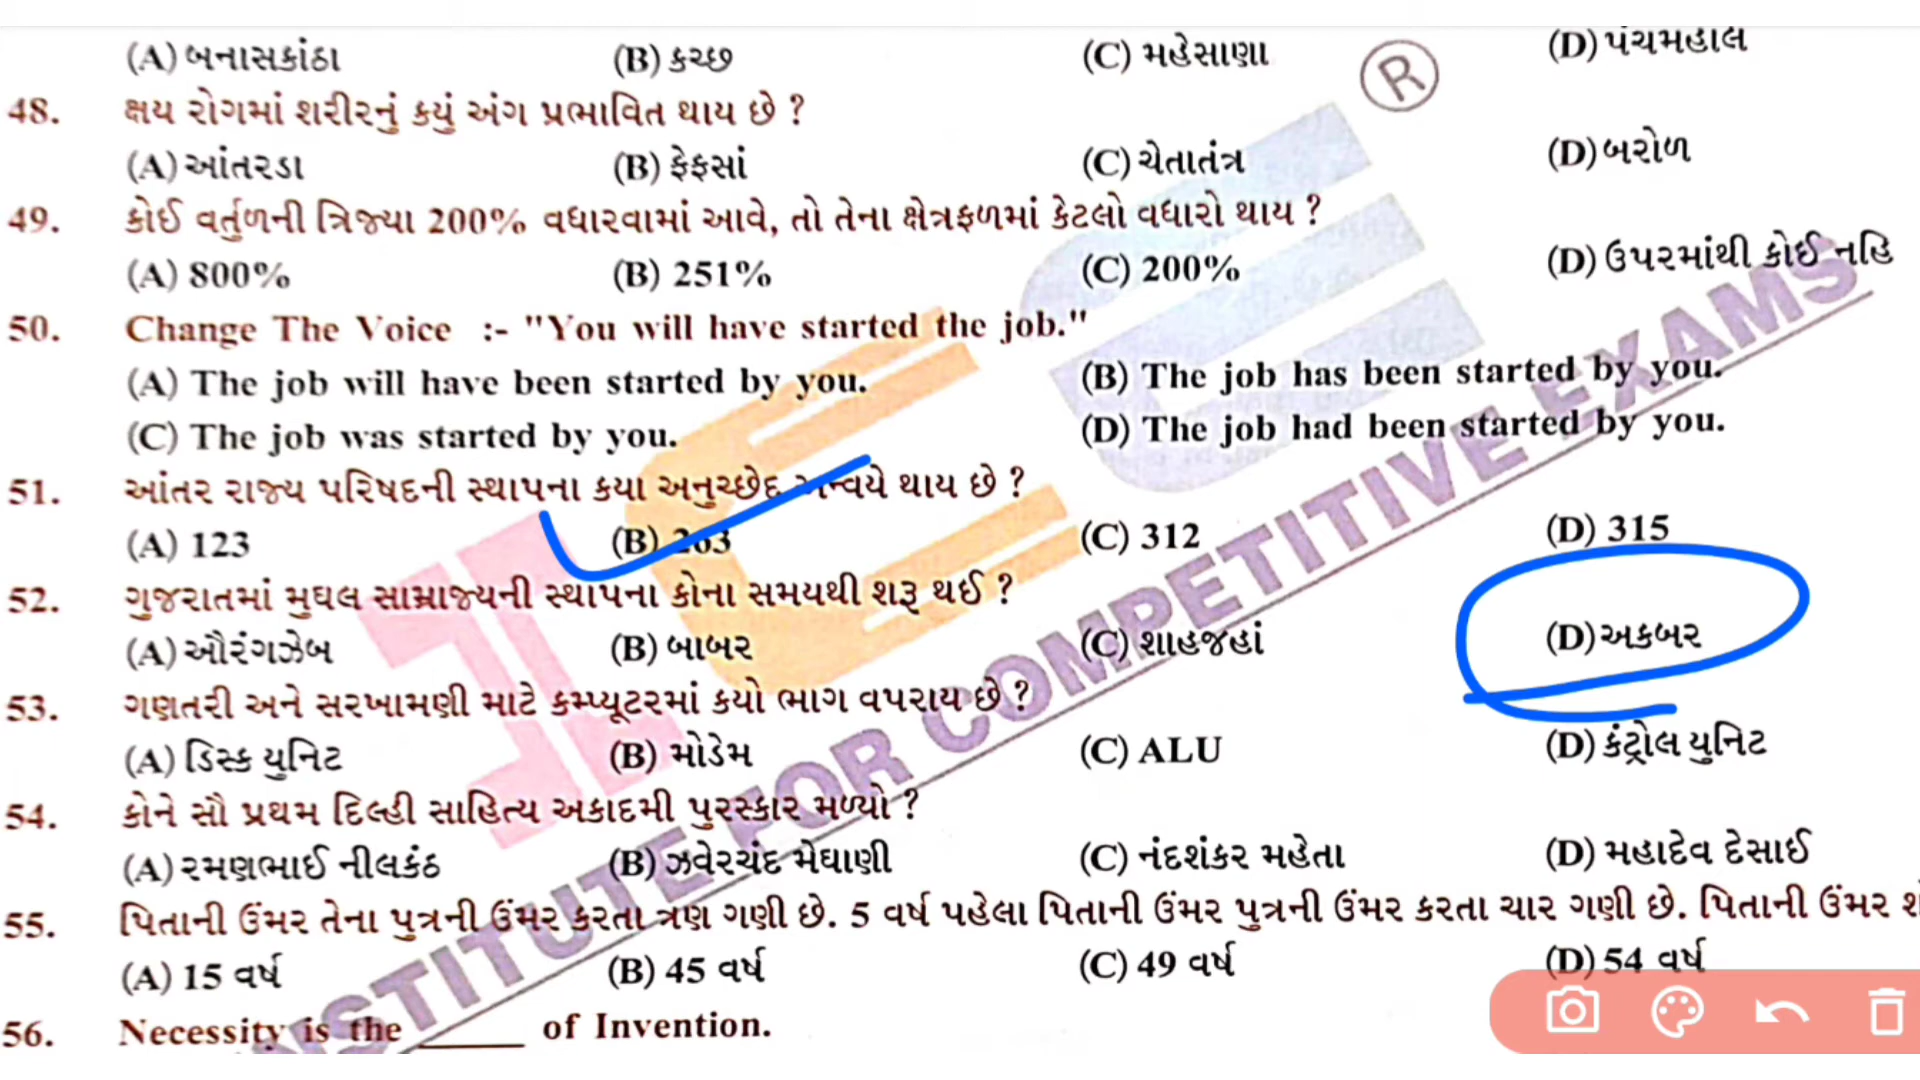 (A) બનાસકાંઠા (B) કચ્છ (C) મહેસાણા (D) પંચમહાલ
48. ક્ષય રોગમાં શરીરનું કયું અંગ પ્રભાવિત થાય છે ?
(A) આંતરડા (B) ફેફસાં (C) ચેતાતંત્ર (D) બરોળ
49. કોઈ વર્તુળની ત્રિજ્યા 200% વધારવામાં આવે, તો તેના ક્ષેત્રફળમાં કેટલો વધારો થાય ?
(A) 800% (B) 251% (C) 200% (D) ઉપરમાંથી કોઈ નહિ
50. Change The Voice :- "You will have started the job."
(A) The job will have been started by you. (B) The job has been started by you.
(C) The job was started by you. (D) The job had been started by you.
51. આંતર રાજ્ય પરિષદની સ્થાપના કયા અનુચ્છેદ અન્વયે થાય છે ?
(A) 123 (B) 263 (C) 312 (D) 315
52. ગુજરાતમાં મુઘલ સામ્રાજ્યની સ્થાપના કોના સમયથી શરૂ થઈ ?
(A) ઔરંગઝેબ (B) બાબર (C) શાહજહાં (D) અકબર
53. ગણતરી અને સરખામણી માટે કમ્પ્યૂટરમાં કયો ભાગ વપરાય છે ?
(A) ડિસ્ક યુનિટ (B) મોડેમ (C) ALU (D) કંટ્રોલ યુનિટ
54. કોને સૌ પ્રથમ દિલ્હી સાહિત્ય અકાદમી પુરસ્કાર મળ્યો ?
(A) રમણભાઈ નીલકંઠ (B) ઝવેરચંદ મેઘાણી (C) નંદશંકર મહેતા (D) મહાદેવ દેસાઈ
55. પિતાની ઉંમર તેના પુત્રની ઉંમર કરતા ત્રણ ગણી છે. 5 વર્ષ પહેલા પિતાની ઉંમર પુત્રની ઉંમર કરતા ચાર ગણી છે. પિતાની ઉંમર
(A) 15 વર્ષ (B) 45 વર્ષ (C) 49 વર્ષ (D) 54 વર્ષ
56. Necessity is the ______ of Invention.
ICE ®
INSTITUTE FOR COMPETITIVE EXAMS